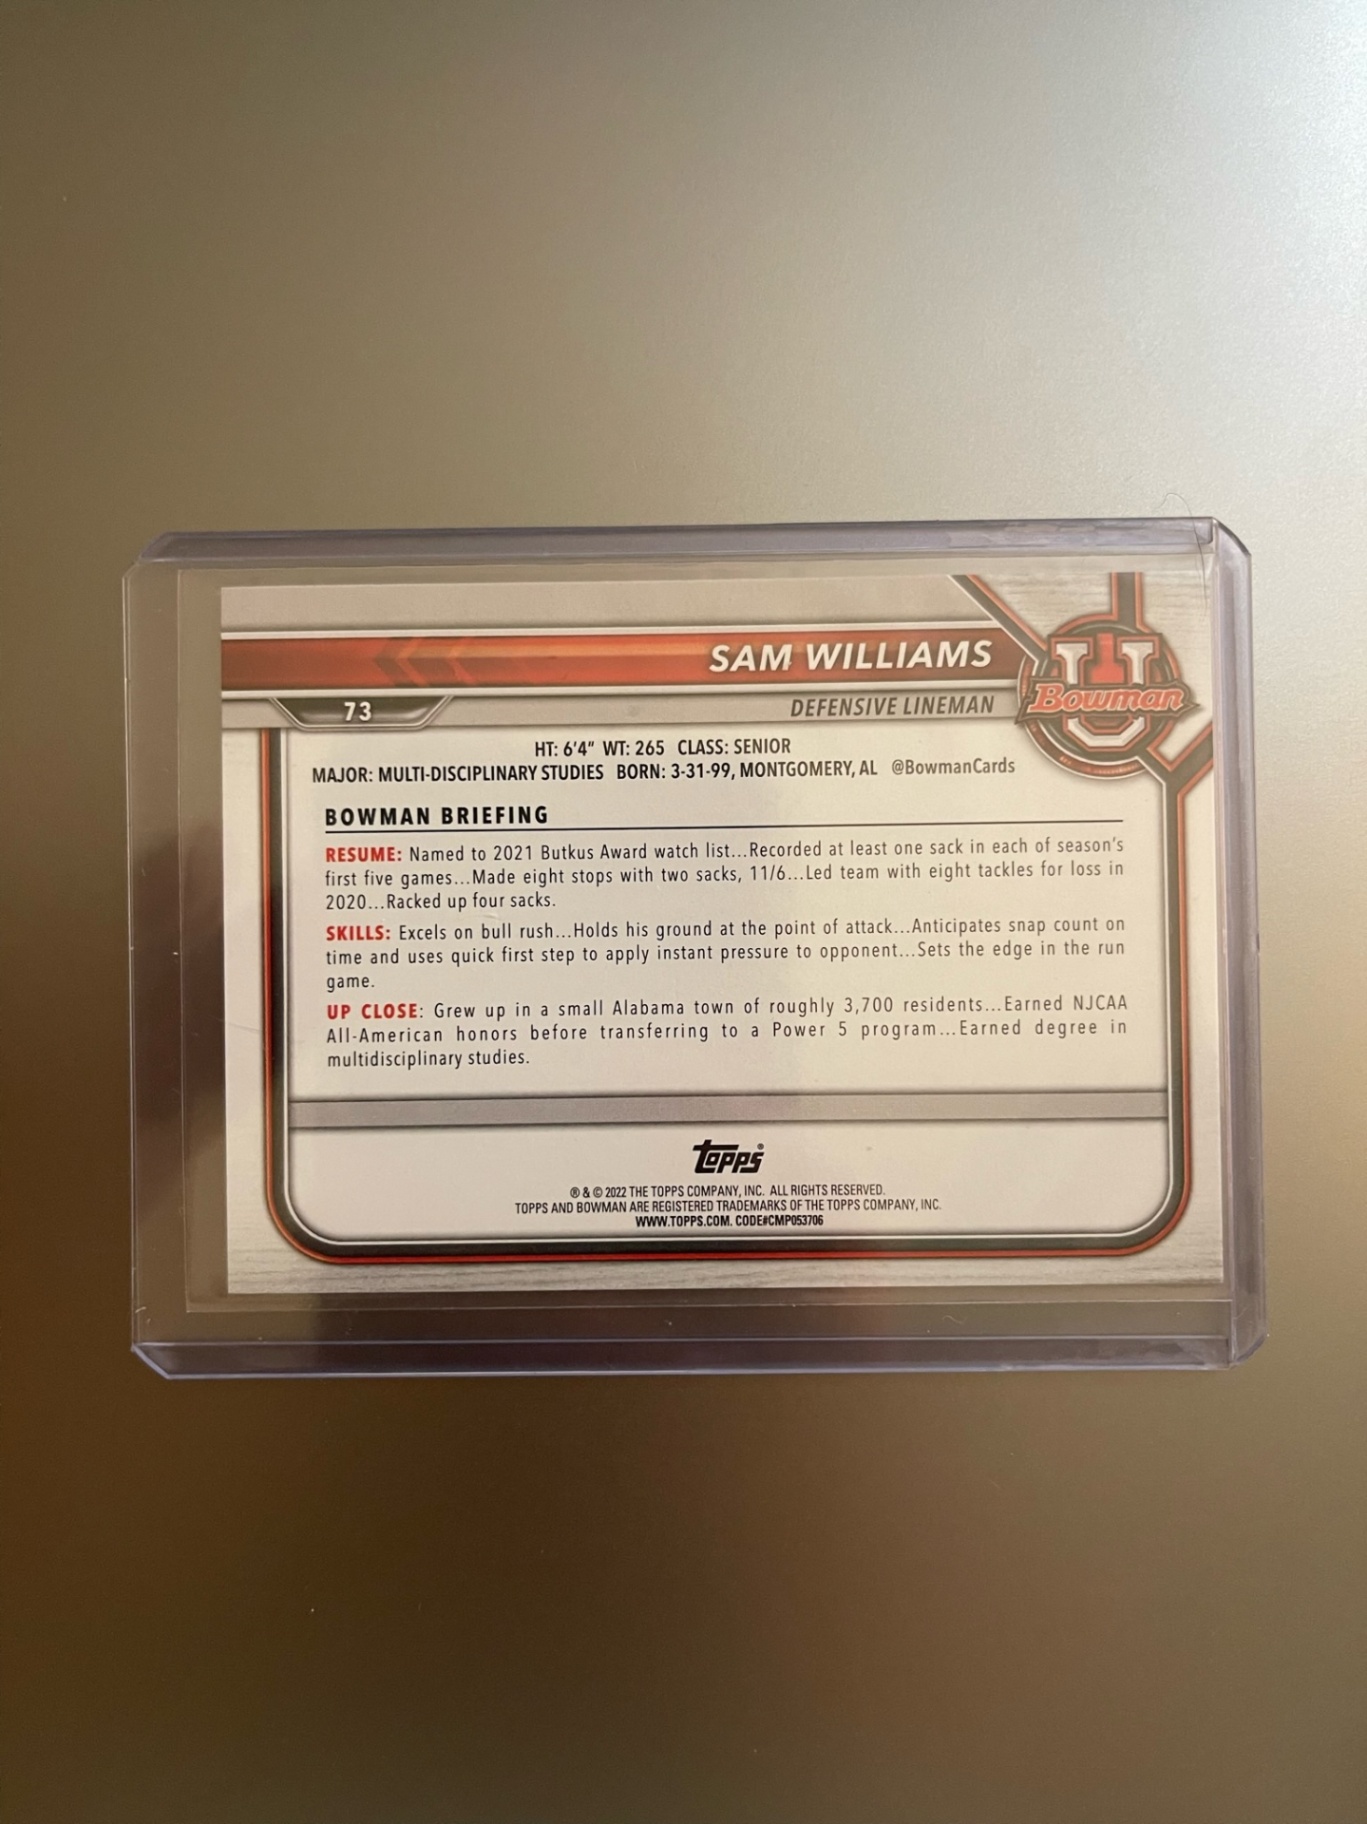 SAM WILLIAMS
U
Bowman
73
DEFENSIVE LINEMAN
HT: 6'4" WT: 265 CLASS: SENIOR
MAJOR: MULTI-DISCIPLINARY STUDIES BORN: 3-31-99, MONTGOMERY, AL @BowmanCards
BOWMAN BRIEFING
RESUME: Named to 2021 Butkus Award watch list...Recorded at least one sack in each of season's
first five games...Made eight stops with two sacks, 11/6...Led team with eight tackles for loss in
2020...Racked up four sacks.
SKILLS: Excels on bull rush...Holds his ground at the point of attack...Anticipates snap count on
time and uses quick first step to apply instant pressure to opponent...Sets the edge in the run
game.
UP CLOSE: Grew up in a small Alabama town of roughly 3,700 residents...Earned NJCAA
All-American honors before transferring to a Power 5 program...Earned degree in
multidisciplinary studies.
topps®
® & © 2022 THE TOPPS COMPANY, INC. ALL RIGHTS RESERVED.
TOPPS AND BOWMAN ARE REGISTERED TRADEMARKS OF THE TOPPS COMPANY, INC.
WWW.TOPPS.COM. CODE#CMP053706